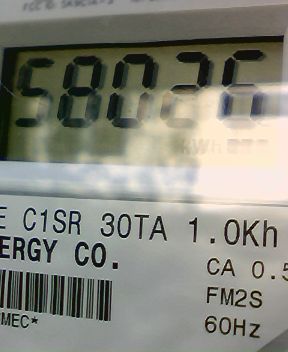 58026
kWh
E C1SR 30TA 1.0Kh
ERGY CO.
CA 0.5
FM2S
60Hz
MEC*